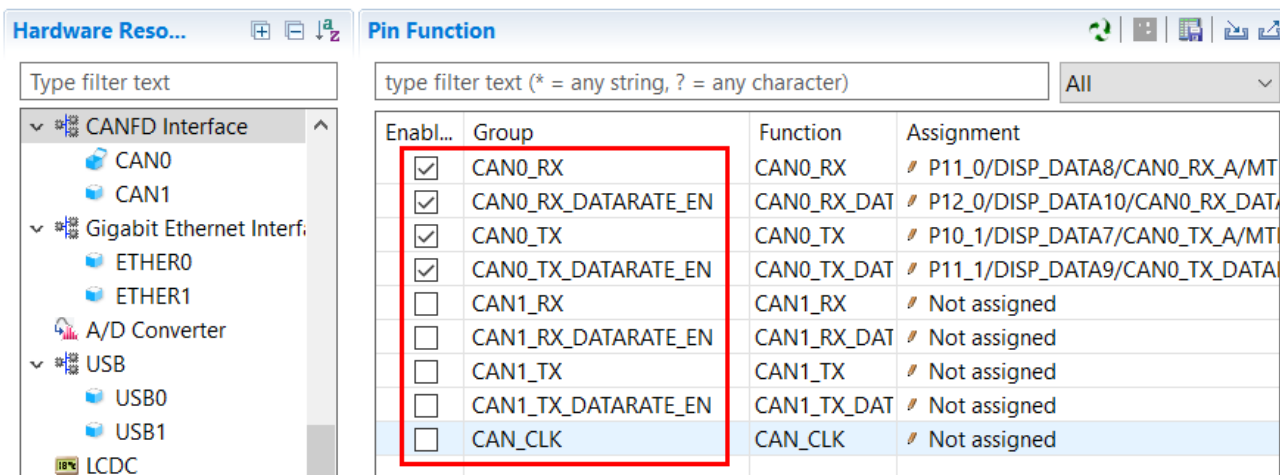 Hardware Reso...
Type filter text
CANFD Interface
CAN0
CAN1
Gigabit Ethernet Interf
ETHER0
ETHER1
A/D Converter
USB
USB0
USB1
LCDC
Pin Function
type filter text (* = any string, ? = any character)
All
Enabl... Group Function Assignment
CAN0_RX CAN0_RX P11_0/DISP_DATA8/CAN0_RX_A/MT
CAN0_RX_DATARATE_EN CAN0_RX_DAT P12_0/DISP_DATA10/CAN0_RX_DATA
CAN0_TX CAN0_TX P10_1/DISP_DATA7/CAN0_TX_A/MT
CAN0_TX_DATARATE_EN CAN0_TX_DAT P11_1/DISP_DATA9/CAN0_TX_DATA
CAN1_RX CAN1_RX Not assigned
CAN1_RX_DATARATE_EN CAN1_RX_DAT Not assigned
CAN1_TX CAN1_TX Not assigned
CAN1_TX_DATARATE_EN CAN1_TX_DAT Not assigned
CAN_CLK CAN_CLK Not assigned